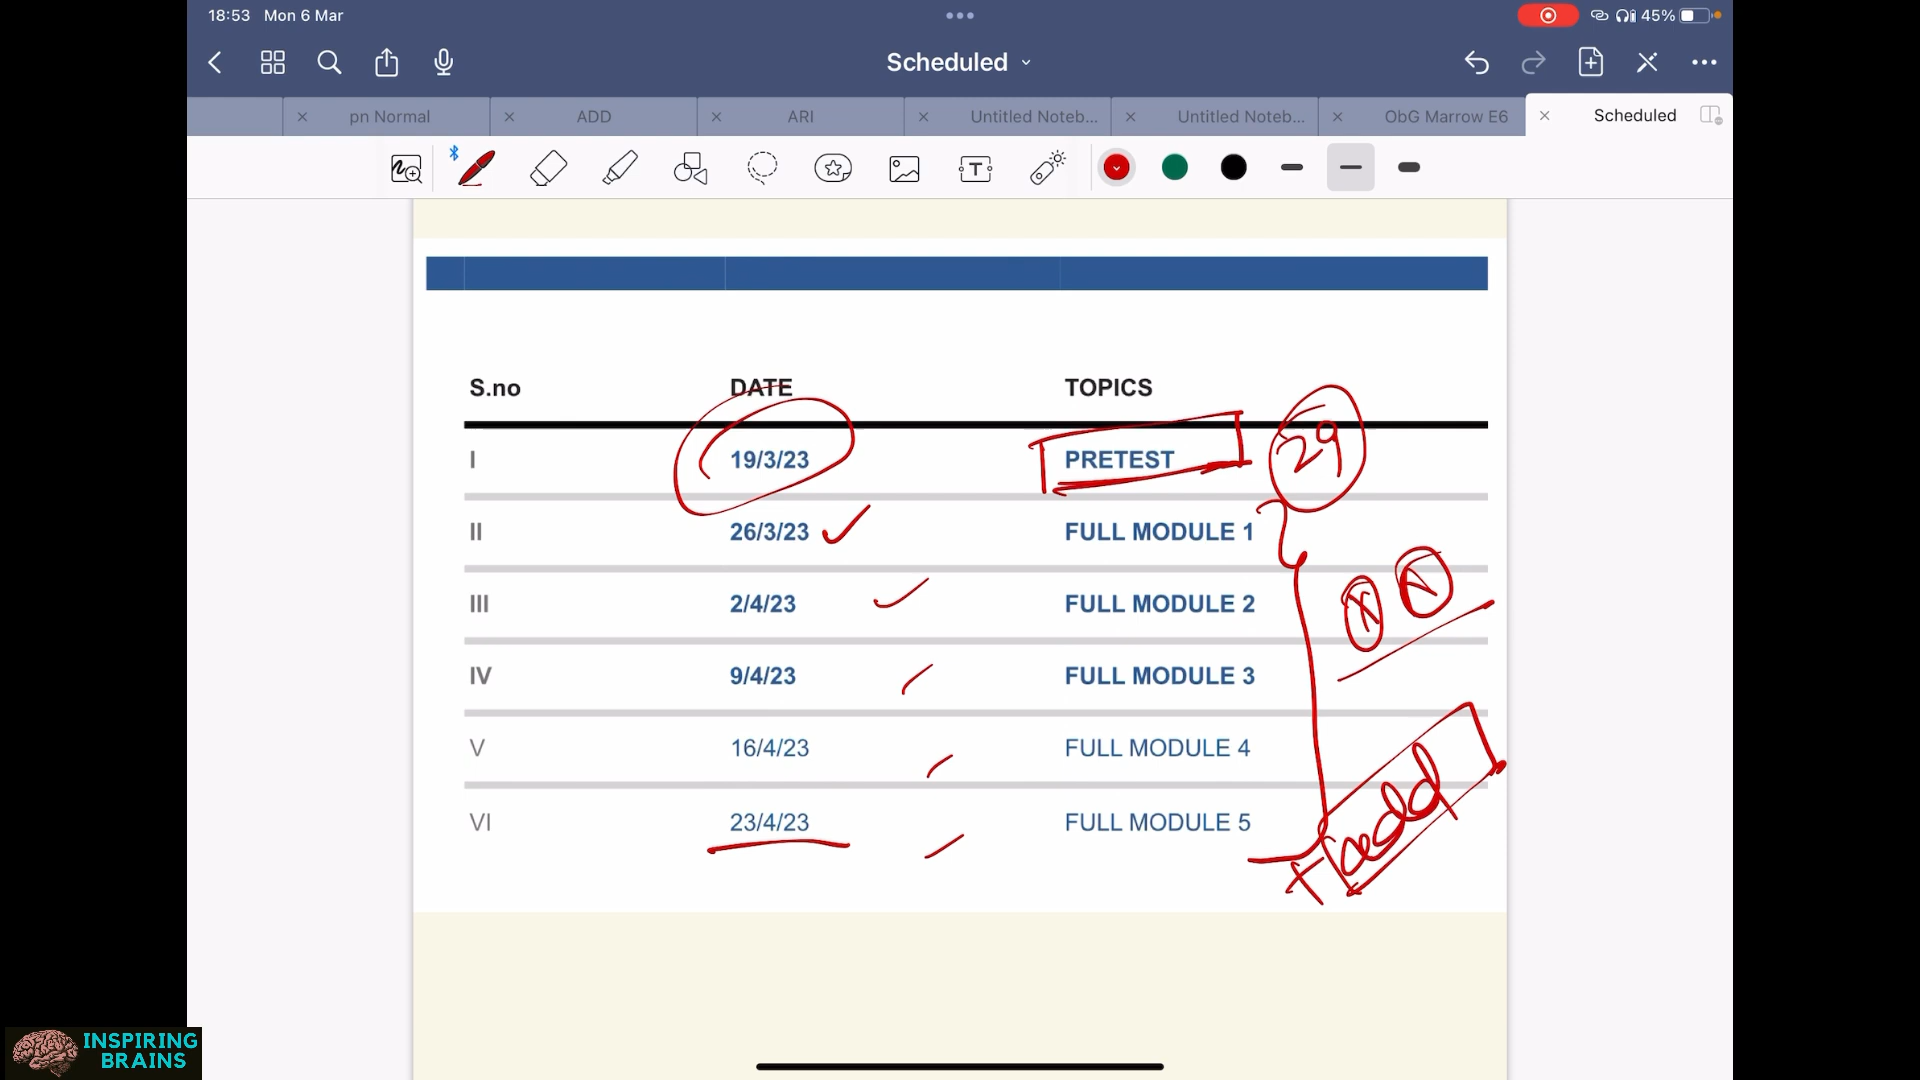 18:53 Mon 6 Mar
45%
Scheduled
pn Normal
ADD
ARI
Untitled Noteb...
Untitled Noteb...
ObG Marrow E6
Scheduled
S.no DATE TOPICS
I 19/3/23 PRETEST 29
II 26/3/23 FULL MODULE 1
III 2/4/23 FULL MODULE 2
IV 9/4/23 FULL MODULE 3
V 16/4/23 FULL MODULE 4
VI 23/4/23 FULL MODULE 5
INSPIRING
BRAINS